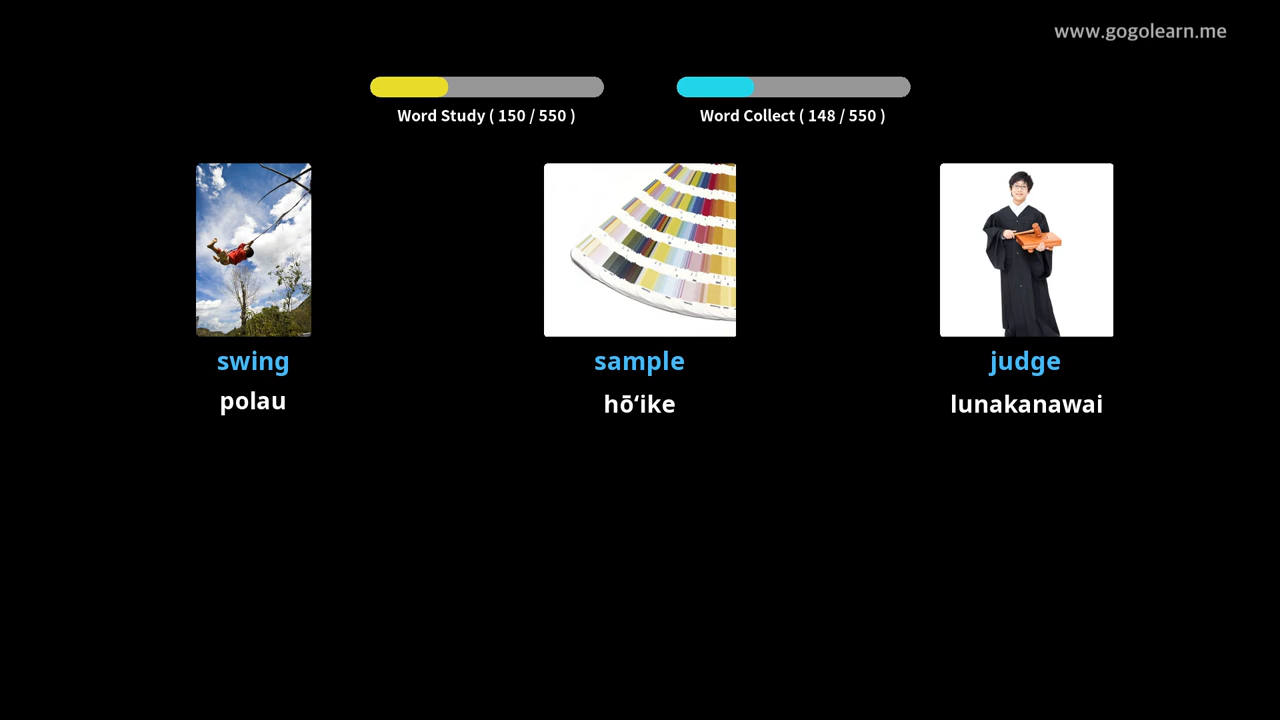 www.gogolearn.me
Word Study ( 150 / 550 )
Word Collect ( 148 / 550 )
swing
sample
judge
polau
hōʻike
lunakanawai